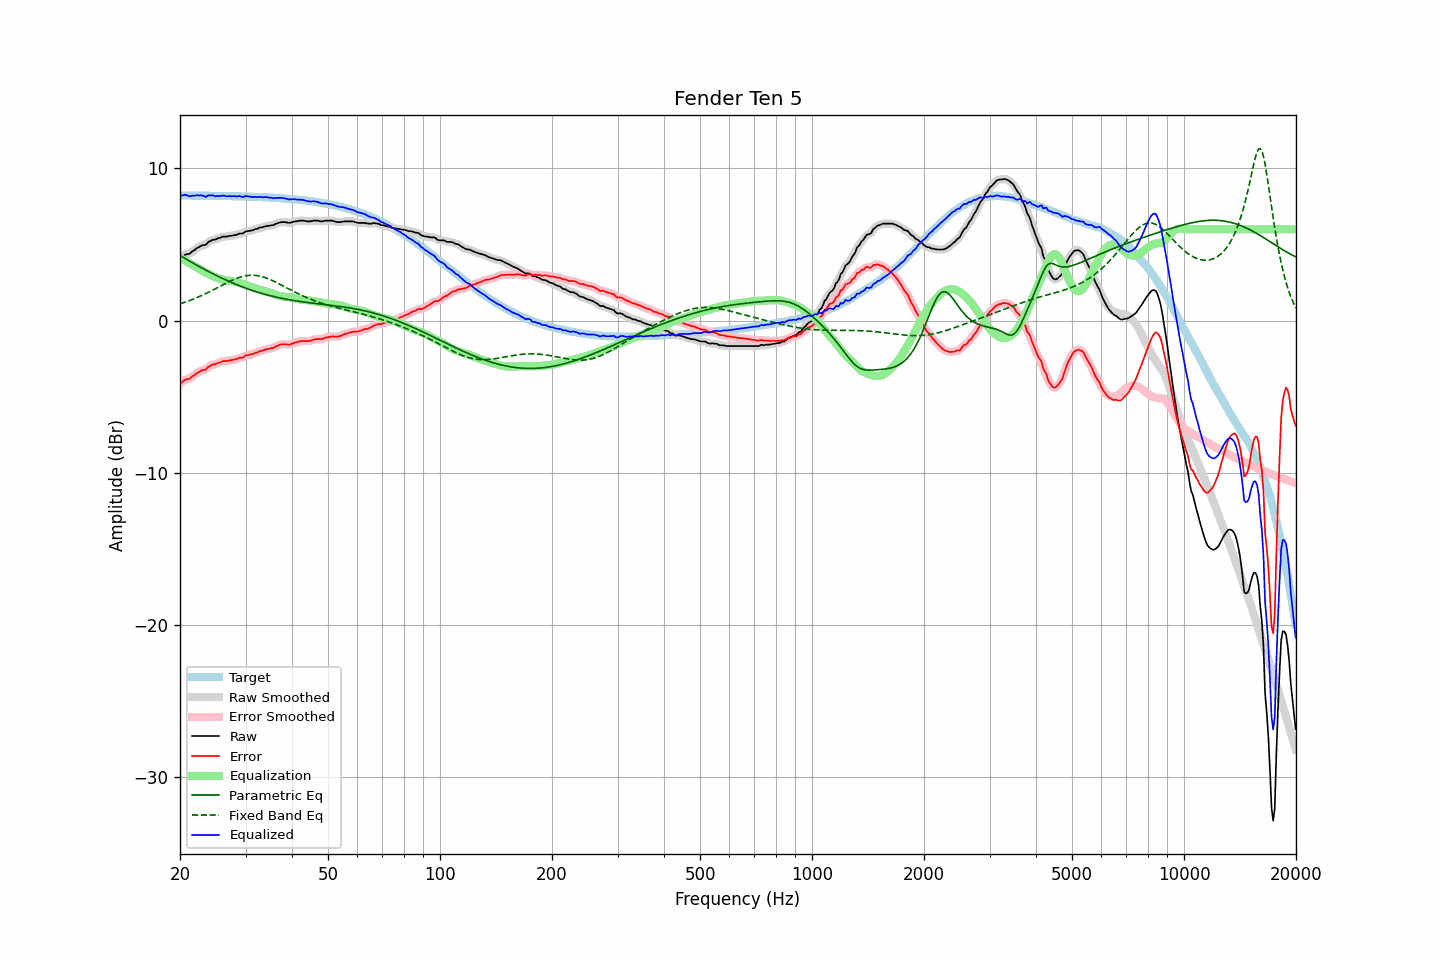 Fender Ten 5
10
0
−10
−20
−30
Amplitude (dBr)
Target
Raw Smoothed
Error Smoothed
Raw
Error
Equalization
Parametric Eq
Fixed Band Eq
Equalized
20 50 100 200 500 1000 2000 5000 10000 20000
Frequency (Hz)